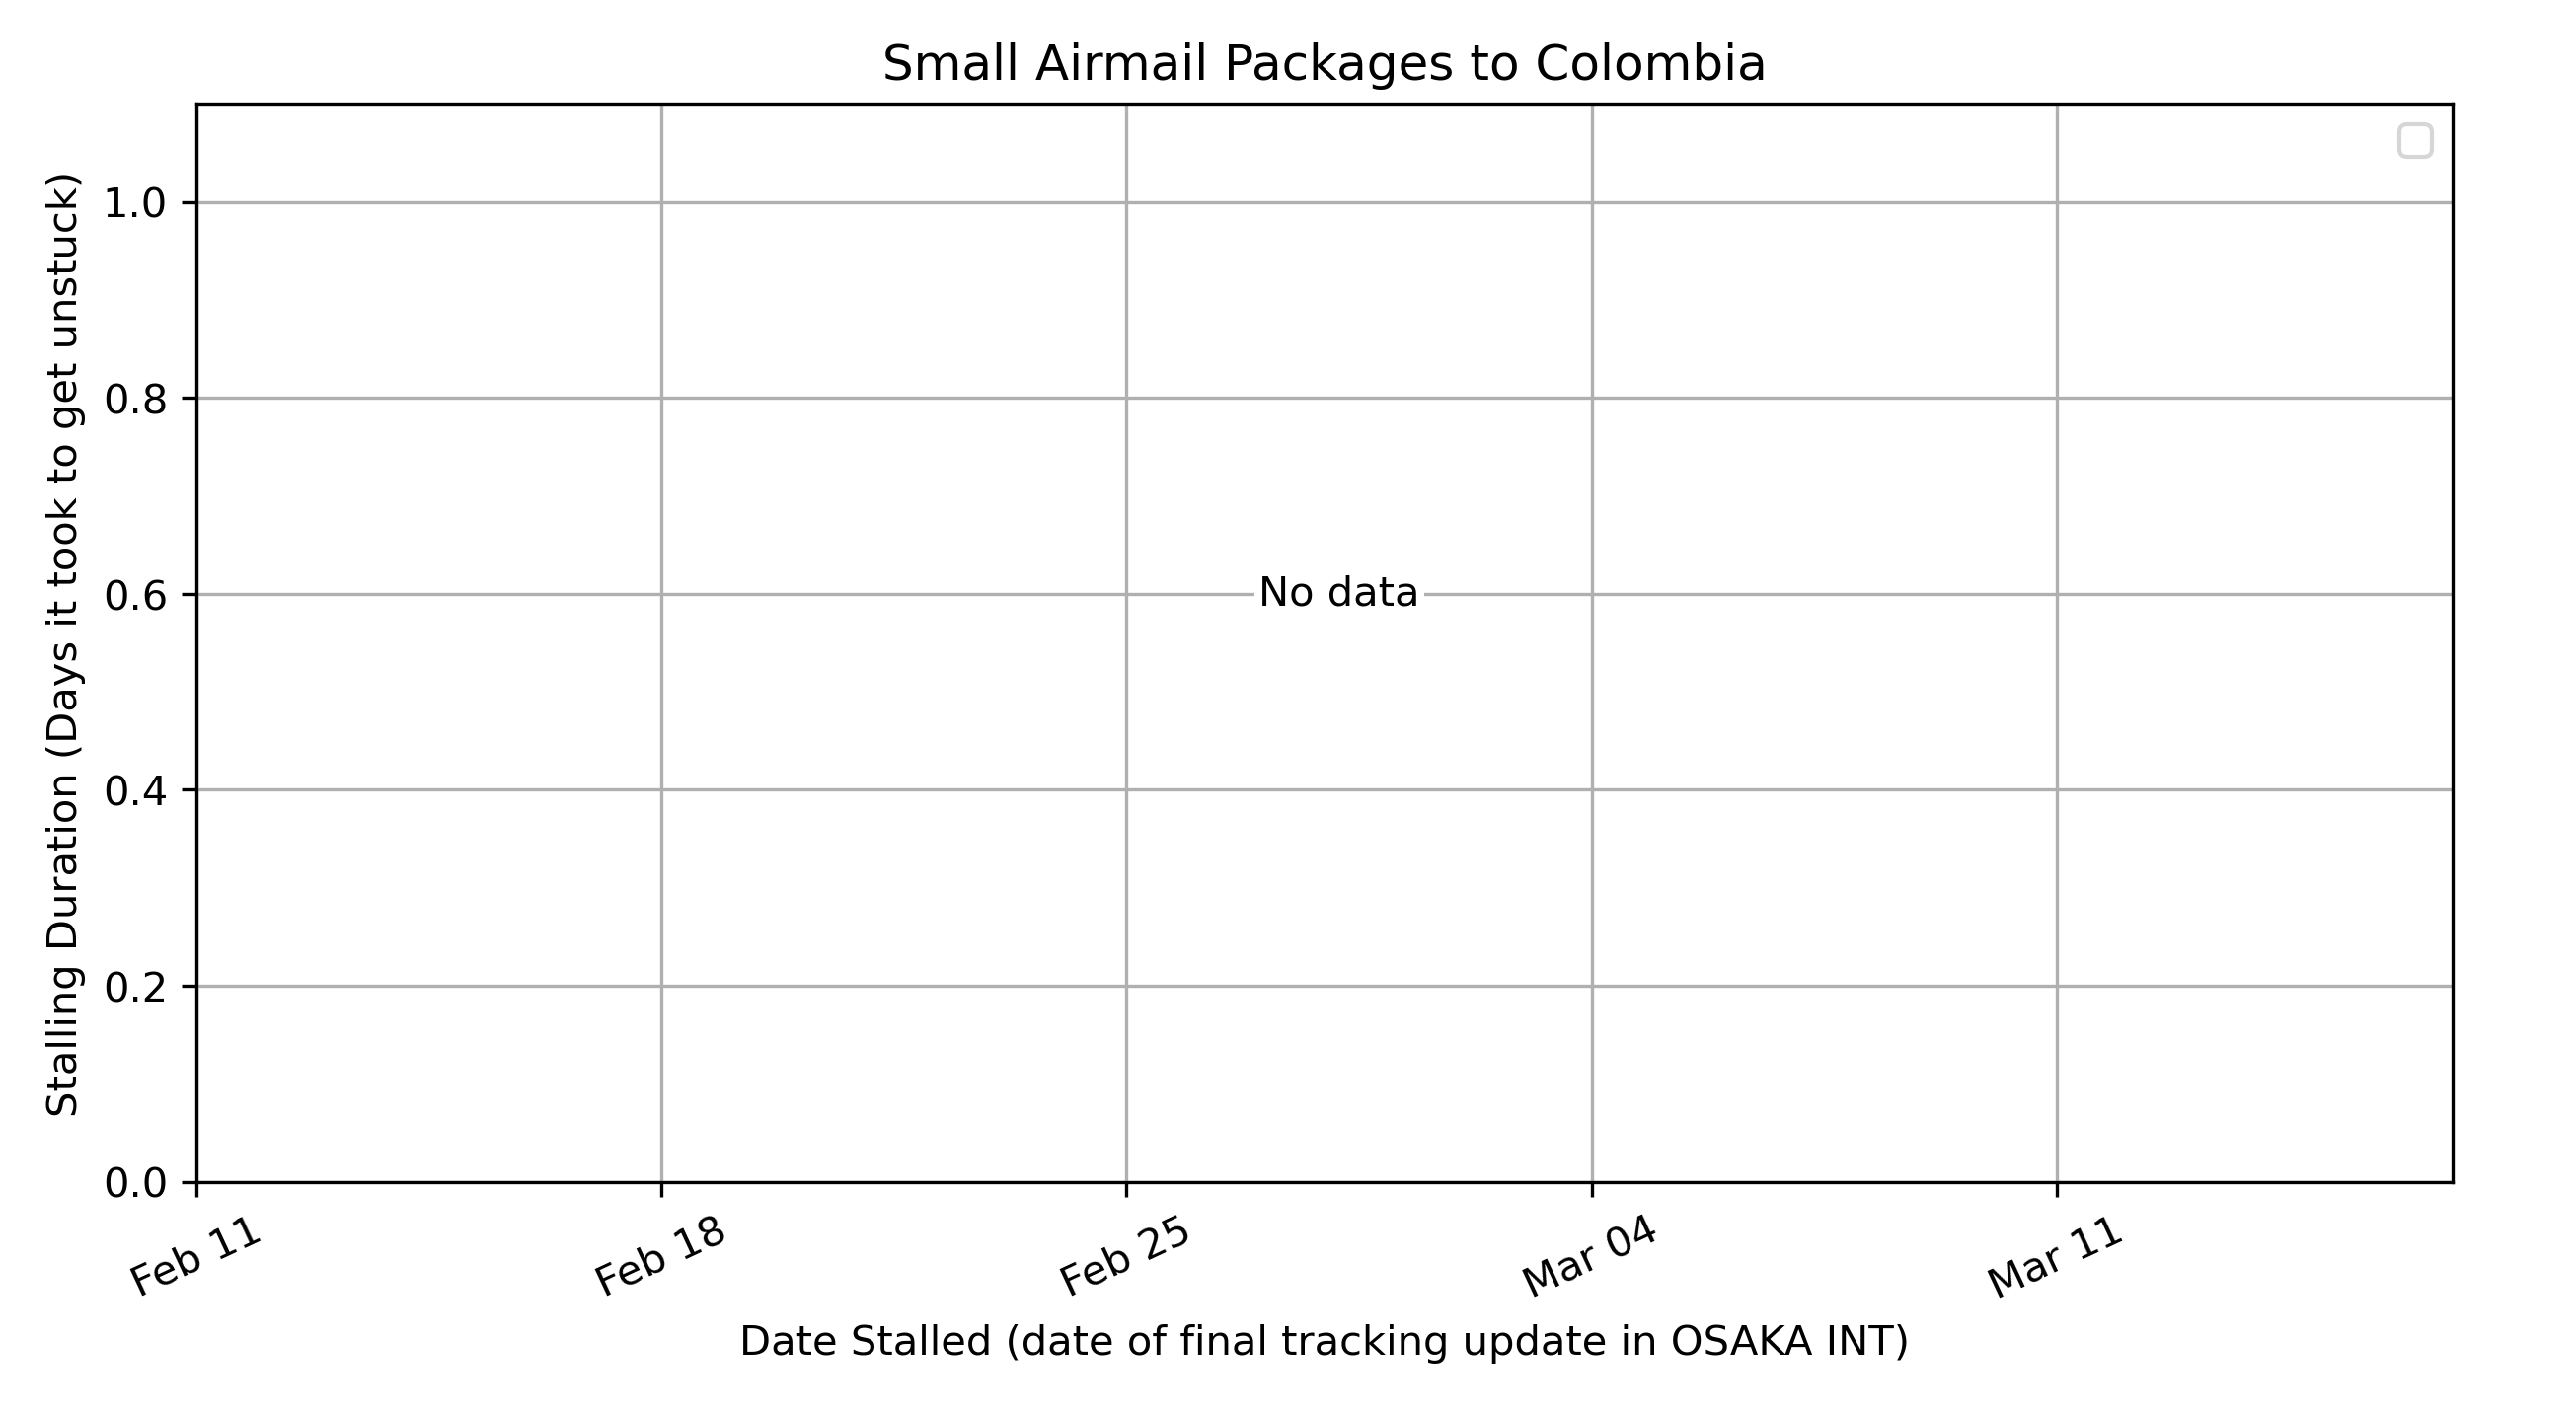 Small Airmail Packages to Colombia
Stalling Duration (Days it took to get unstuck)
1.0
0.8
0.6
0.4
0.2
0.0
No data
Feb 11
Feb 18
Feb 25
Mar 04
Mar 11
Date Stalled (date of final tracking update in OSAKA INT)